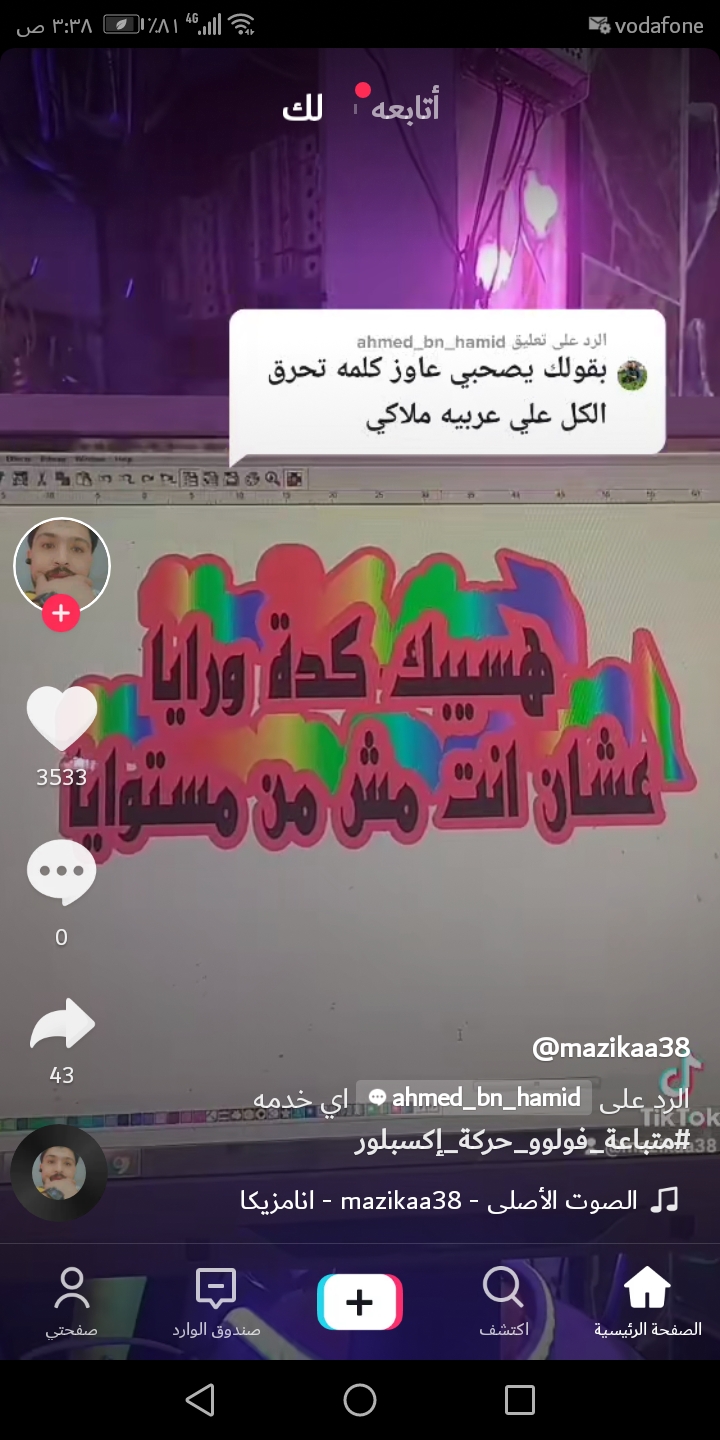 ٣:٣٨ ص
٪٨١
4G
vodafone
لك
أتابعه
الرد على تعليق ahmed_bn_hamid
بقولك يصحبي عاوز كلمه تحرق
الكل علي عربيه ملاكي
هسيبك كدة ورايا
عشان انت مش من مستوايا
3533
0
43
@mazikaa38
الرد على ahmed_bn_hamid اي خدمه
#متباعة_فولوو_حركة_إكسبلور
TikTok
الصوت الأصلى - mazikaa38 - انامزيكا
الصفحة الرئيسية
اكتشف
صندوق الوارد
صفحتي